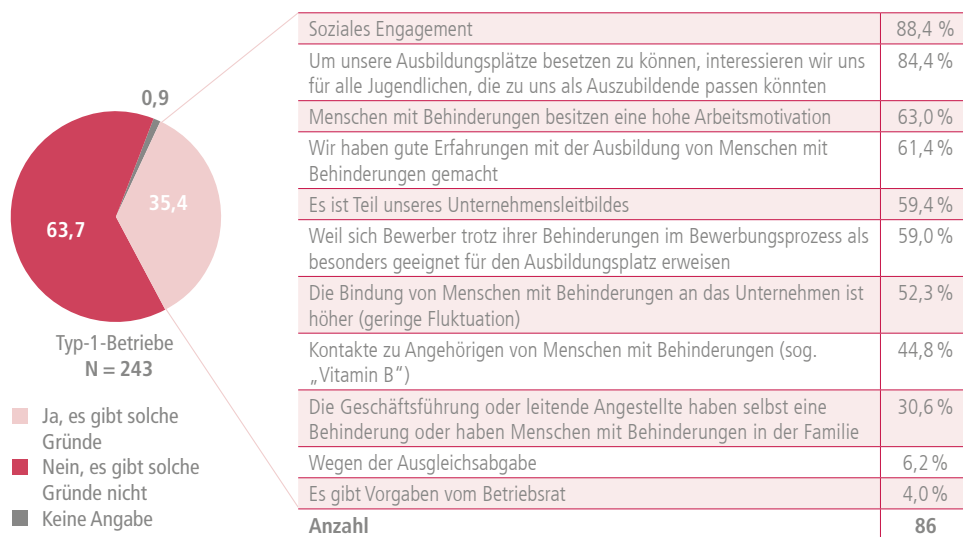 0,9
35,4
63,7
Typ-1-Betriebe
N = 243
Ja, es gibt solche
Gründe
Nein, es gibt solche
Gründe nicht
Keine Angabe
Soziales Engagement 88,4 %
Um unsere Ausbildungsplätze besetzen zu können, interessieren wir uns 84,4 %
für alle Jugendlichen, die zu uns als Auszubildende passen könnten
Menschen mit Behinderungen besitzen eine hohe Arbeitsmotivation 63,0 %
Wir haben gute Erfahrungen mit der Ausbildung von Menschen mit 61,4 %
Behinderungen gemacht
Es ist Teil unseres Unternehmensleitbildes 59,4 %
Weil sich Bewerber trotz ihrer Behinderungen im Bewerbungsprozess als 59,0 %
besonders geeignet für den Ausbildungsplatz erweisen
Die Bindung von Menschen mit Behinderungen an das Unternehmen ist 52,3 %
höher (geringe Fluktuation)
Kontakte zu Angehörigen von Menschen mit Behinderungen (sog. 44,8 %
„Vitamin B“)
Die Geschäftsführung oder leitende Angestellte haben selbst eine 30,6 %
Behinderung oder haben Menschen mit Behinderungen in der Familie
Wegen der Ausgleichsabgabe 6,2 %
Es gibt Vorgaben vom Betriebsrat 4,0 %
Anzahl 86